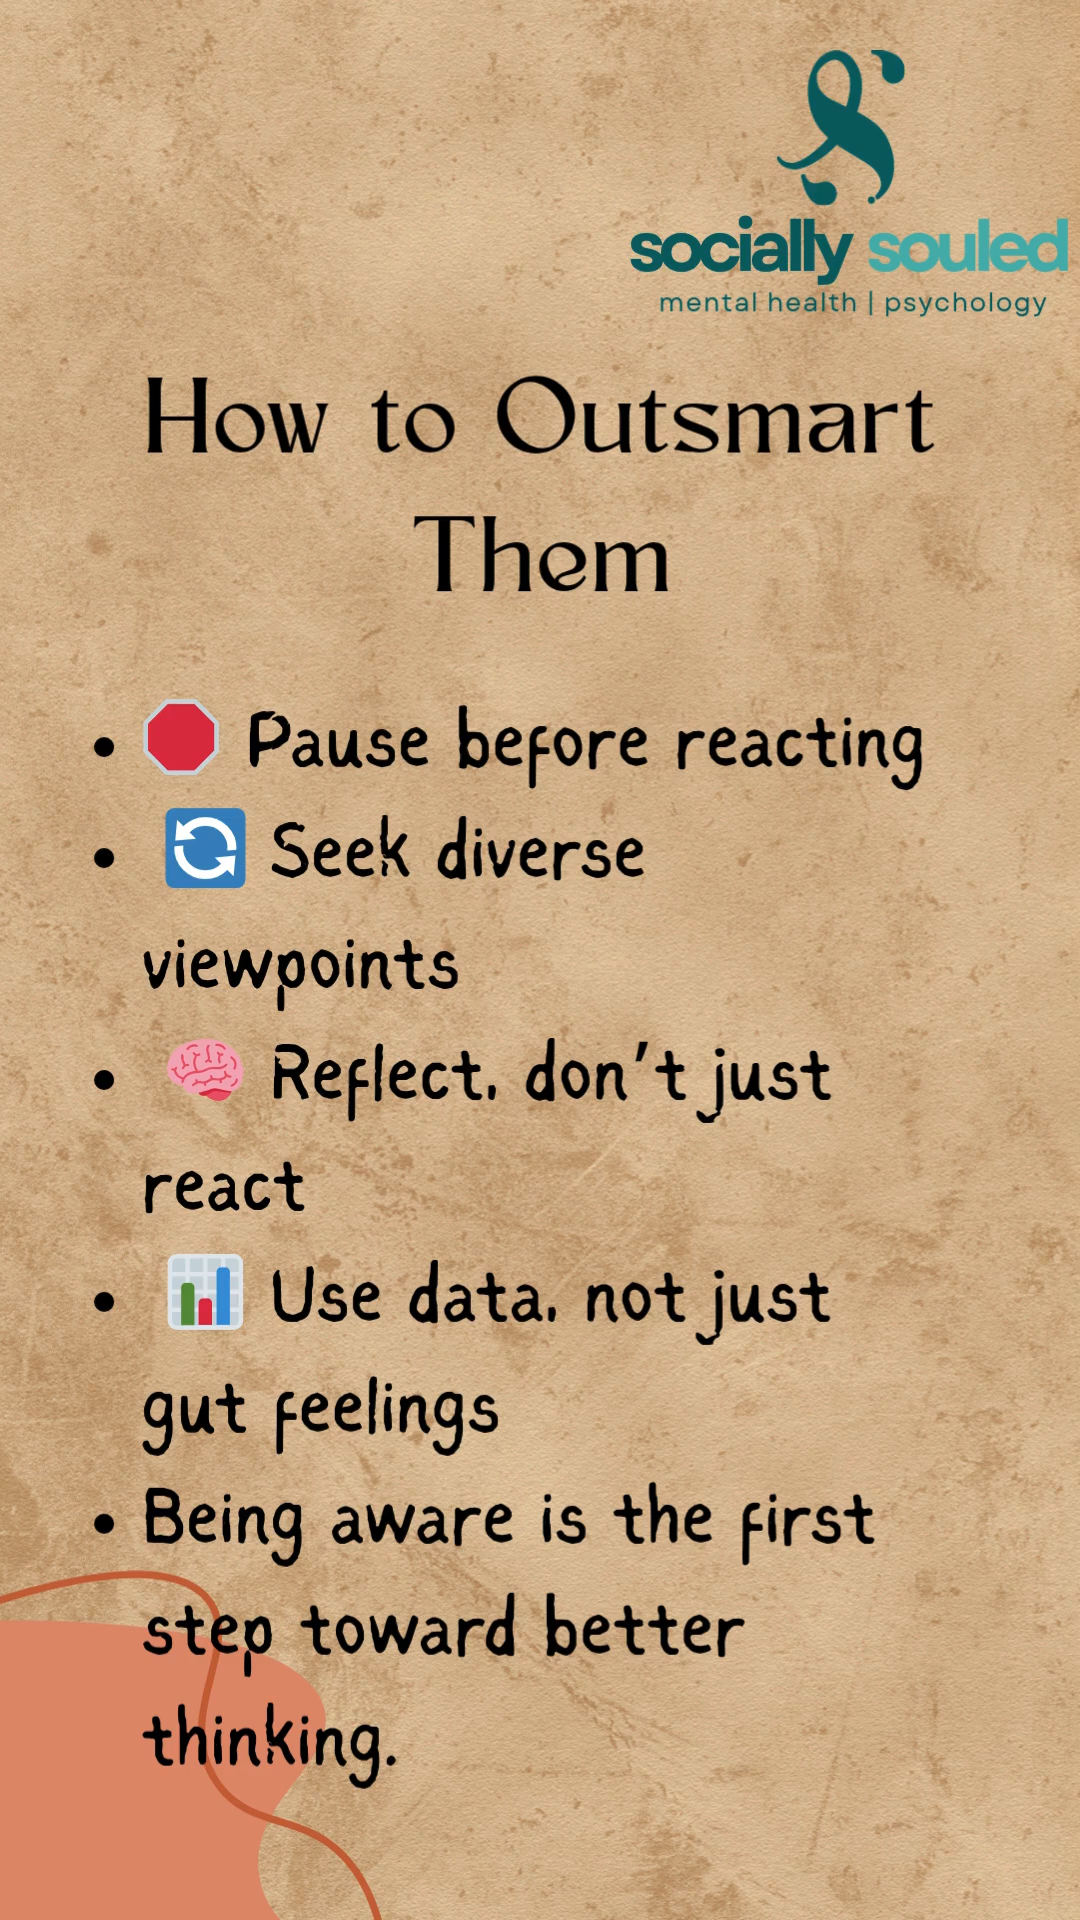 socially souled
mental health | psychology
How to Outsmart
Them
• 🛑 Pause before reacting
• 🔄 Seek diverse
viewpoints
• 🧠 Reflect, don't just
react
• 📊 Use data, not just
gut feelings
• Being aware is the first
step toward better
thinking.